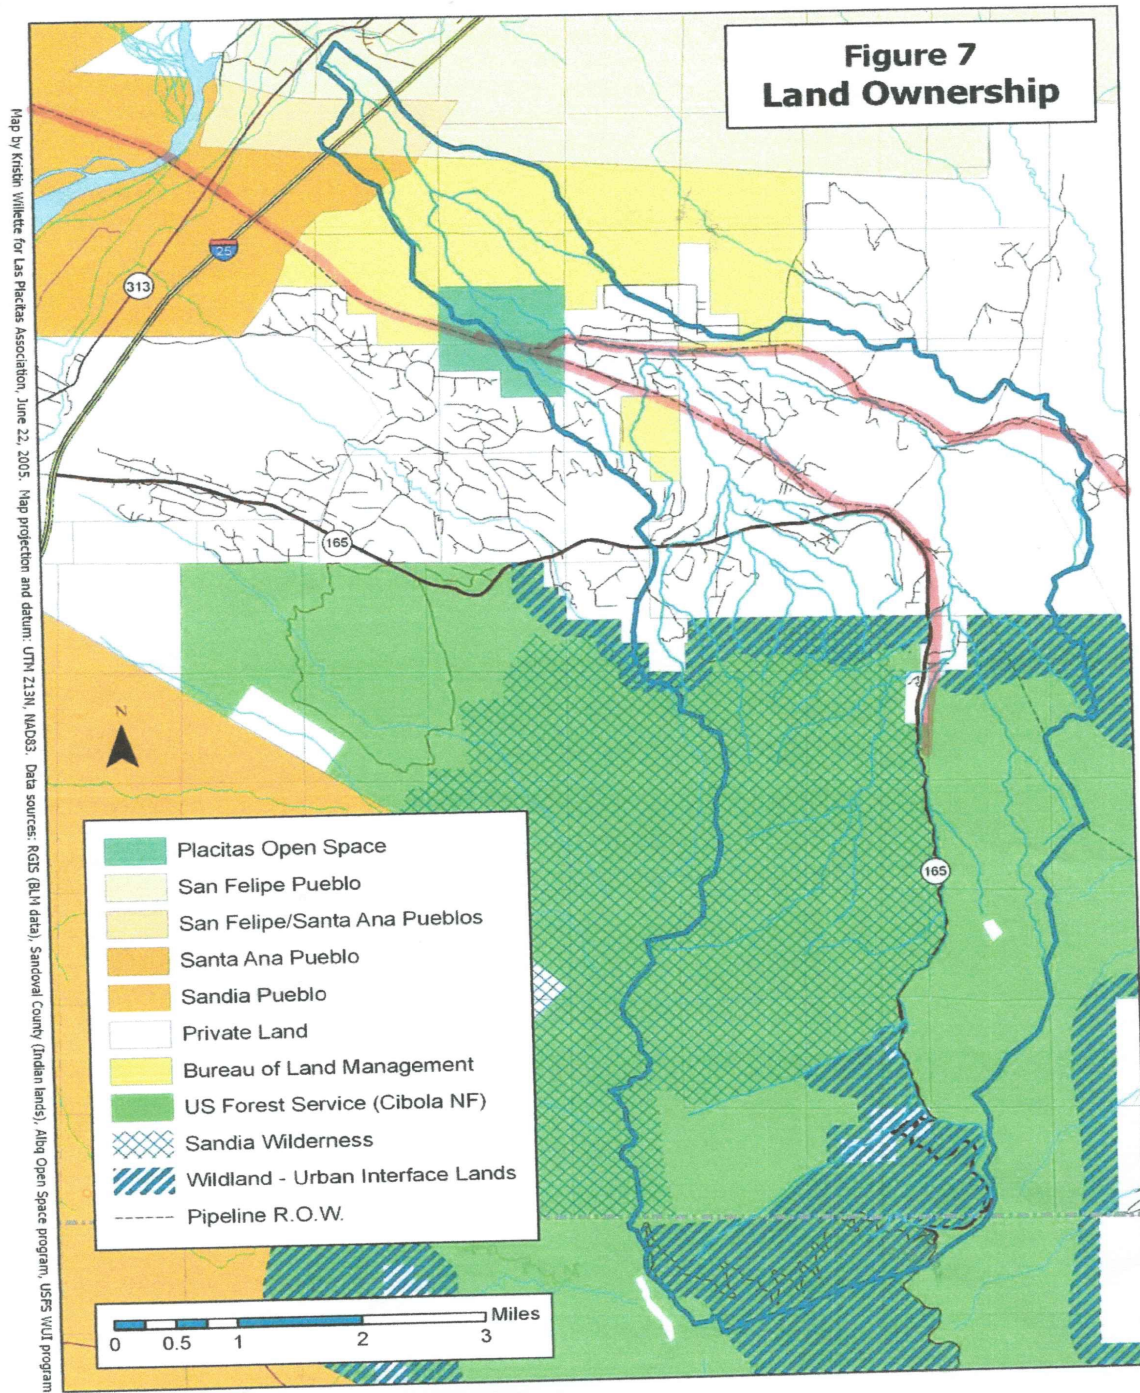 Figure 7
Land Ownership
25
313
165
N
165
Placitas Open Space
San Felipe Pueblo
San Felipe/Santa Ana Pueblos
Santa Ana Pueblo
Sandia Pueblo
Private Land
Bureau of Land Management
US Forest Service (Cibola NF)
Sandia Wilderness
Wildland - Urban Interface Lands
Pipeline R.O.W.
Miles
0 0.5 1 2 3
Map by Kristin Willette for Las Placitas Association, June 22, 2005. Map projection and datum: UTM Z13N, NAD83. Data sources: RGIS (BLM data), Sandoval County (Indian lands), Albq Open Space program, USFS WUI program